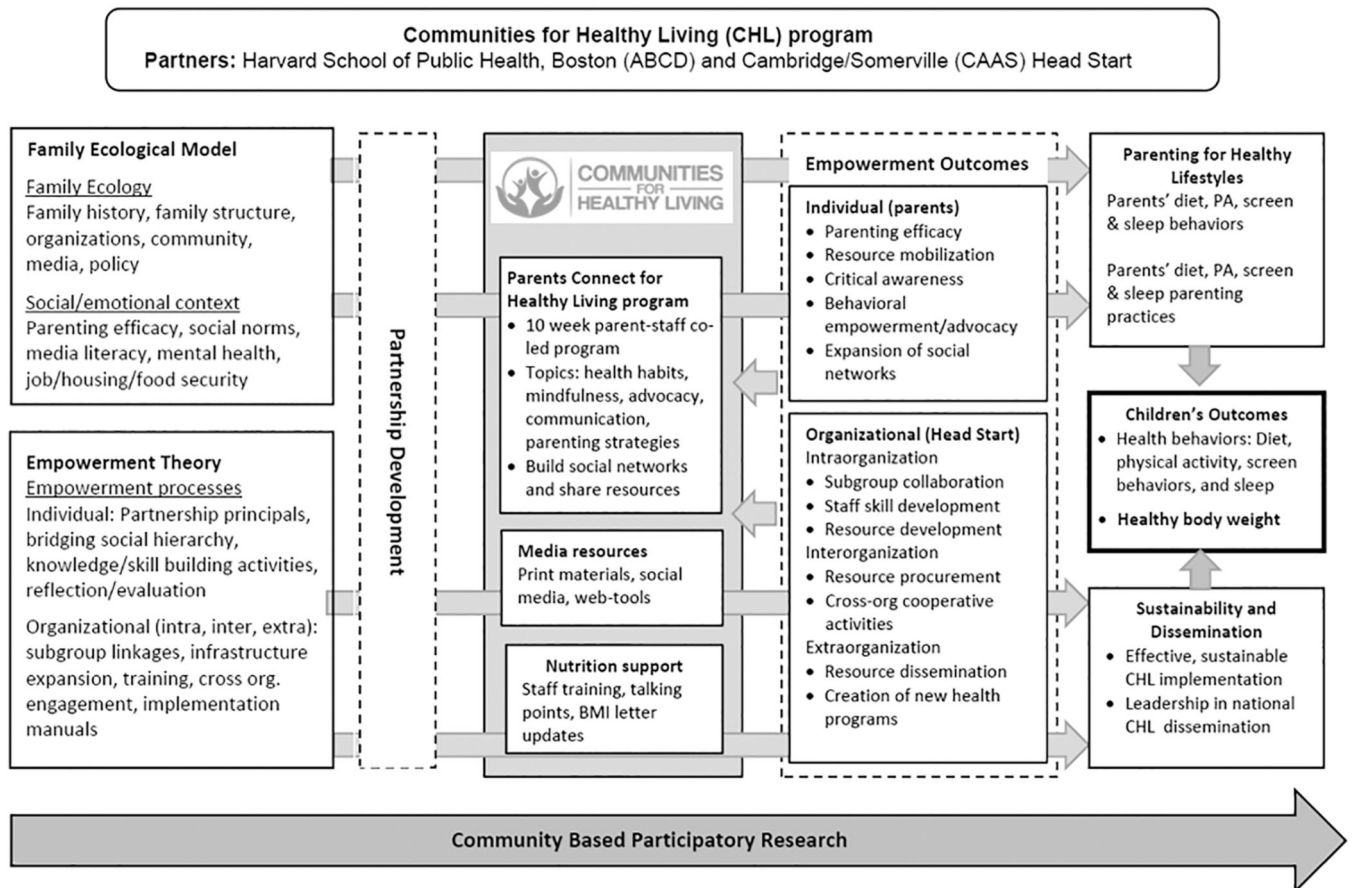 Communities for Healthy Living (CHL) program
Partners: Harvard School of Public Health, Boston (ABCD) and Cambridge/Somerville (CAAS) Head Start
Family Ecological Model
Family Ecology
Family history, family structure,
organizations, community,
media, policy
Social/emotional context
Parenting efficacy, social norms,
media literacy, mental health,
job/housing/food security
Empowerment Theory
Empowerment processes
Individual: Partnership principals,
bridging social hierarchy,
knowledge/skill building activities,
reflection/evaluation
Organizational (intra, inter, extra):
subgroup linkages, infrastructure
expansion, training, cross org.
engagement, implementation
manuals
Partnership Development
COMMUNITIES
FOR
HEALTHY LIVING
Parents Connect for
Healthy Living program
• 10 week parent-staff co-
led program
• Topics: health habits,
mindfulness, advocacy,
communication,
parenting strategies
• Build social networks
and share resources
Media resources
Print materials, social
media, web-tools
Nutrition support
Staff training, talking
points, BMI letter
updates
Empowerment Outcomes
Individual (parents)
• Parenting efficacy
• Resource mobilization
• Critical awareness
• Behavioral
empowerment/advocacy
• Expansion of social
networks
Organizational (Head Start)
Intraorganization
• Subgroup collaboration
• Staff skill development
• Resource development
Interorganization
• Resource procurement
• Cross-org cooperative
activities
Extraorganization
• Resource dissemination
• Creation of new health
programs
Parenting for Healthy
Lifestyles
Parents' diet, PA, screen
& sleep behaviors
Parents' diet, PA, screen
& sleep parenting
practices
Children's Outcomes
• Health behaviors: Diet,
physical activity, screen
behaviors, and sleep
• Healthy body weight
Sustainability and
Dissemination
• Effective, sustainable
CHL implementation
• Leadership in national
CHL dissemination
Community Based Participatory Research